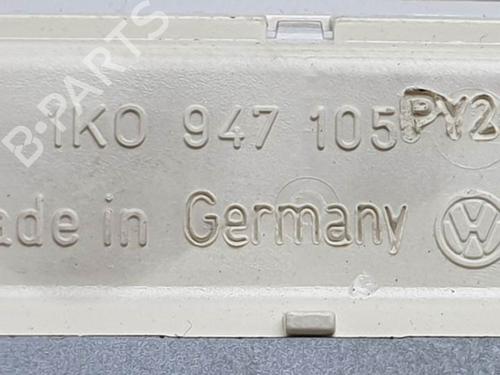 B-PARTS
1K0 947 105 PY2
ade in Germany